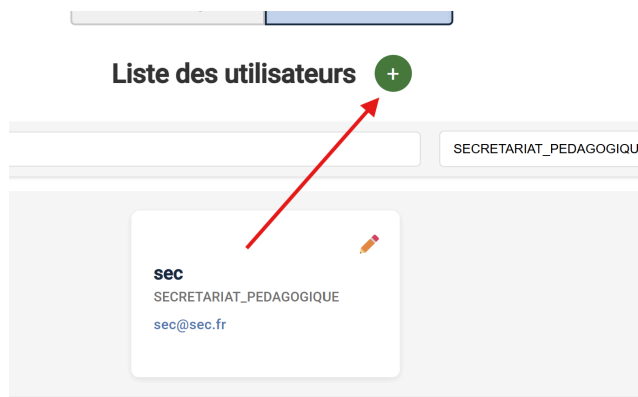 Liste des utilisateurs +
SECRETARIAT_PEDAGOGIQU
sec
SECRETARIAT_PEDAGOGIQUE
sec@sec.fr